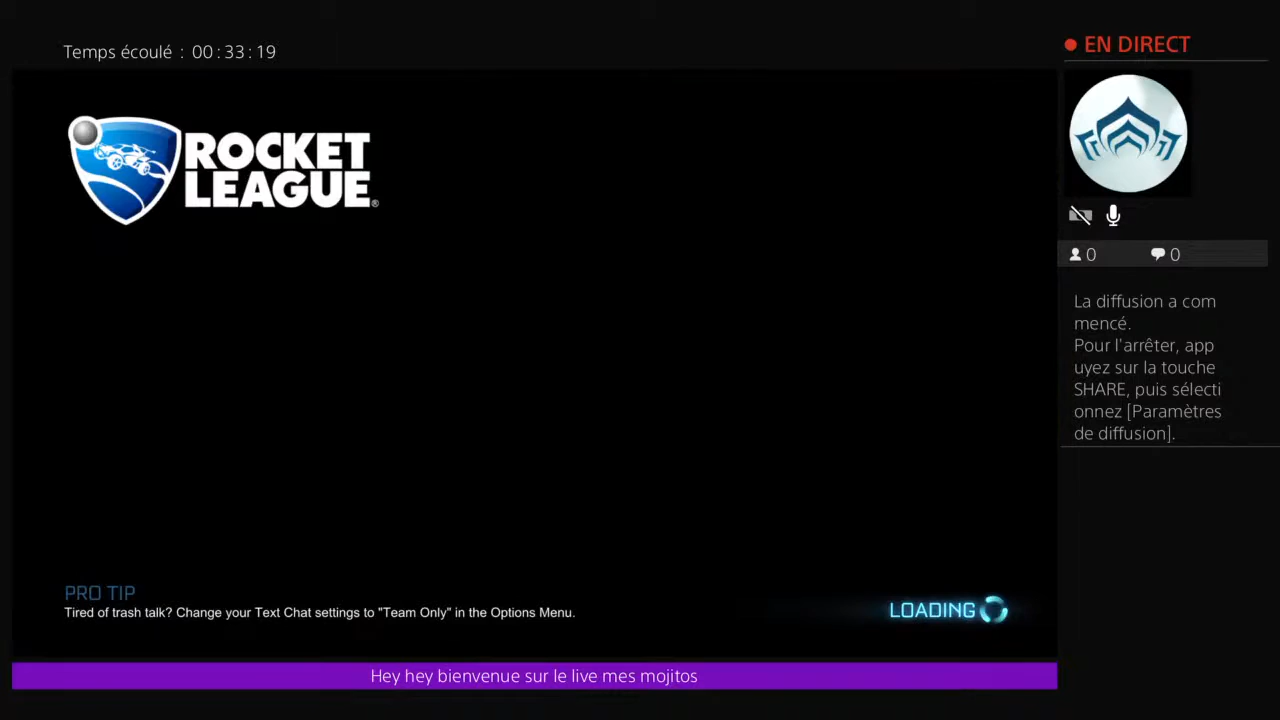 Temps écoulé : 00:33:19
EN DIRECT
ROCKET
LEAGUE®
0 0
La diffusion a com
mencé.
Pour l'arrêter, app
uyez sur la touche
SHARE, puis sélecti
onnez [Paramètres
de diffusion].
PRO TIP
Tired of trash talk? Change your Text Chat settings to "Team Only" in the Options Menu.
LOADING
Hey hey bienvenue sur le live mes mojitos